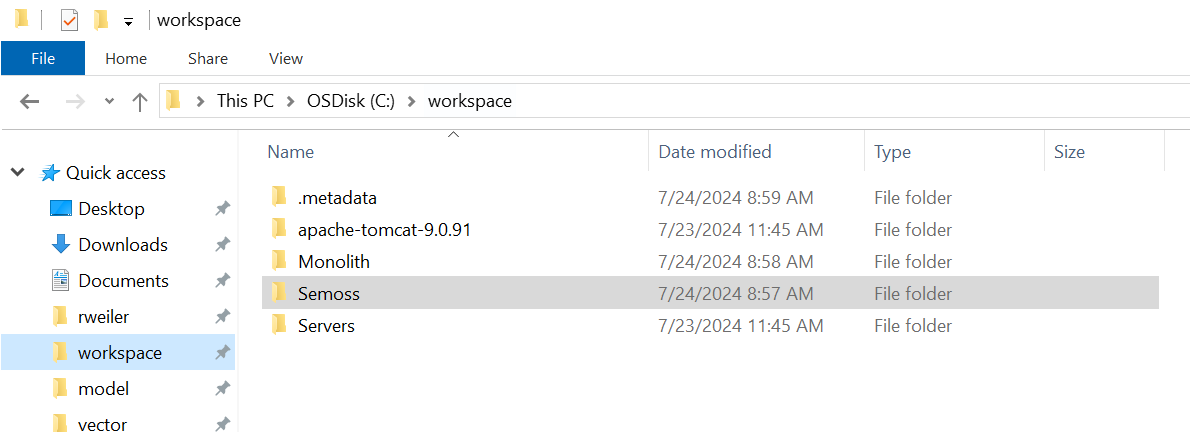 workspace
File Home Share View
This PC OSDisk (C:) workspace
Name Date modified Type Size
Quick access
Desktop
Downloads
Documents
rweiler
workspace
model
vector
.metadata 7/24/2024 8:59 AM File folder
apache-tomcat-9.0.91 7/23/2024 11:45 AM File folder
Monolith 7/24/2024 8:58 AM File folder
Semoss 7/24/2024 8:57 AM File folder
Servers 7/23/2024 11:45 AM File folder